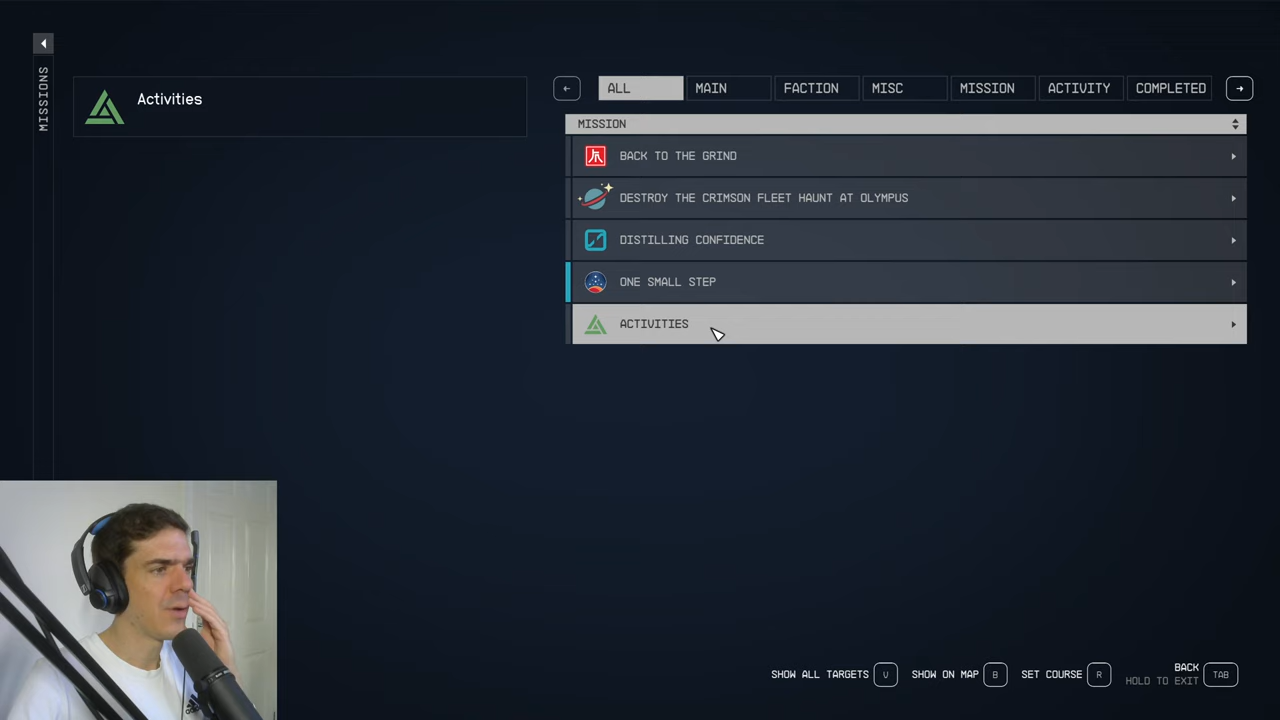 MISSIONS
Activities
ALL MAIN FACTION MISC MISSION ACTIVITY COMPLETED
MISSION
BACK TO THE GRIND
DESTROY THE CRIMSON FLEET HAUNT AT OLYMPUS
DISTILLING CONFIDENCE
ONE SMALL STEP
ACTIVITIES
SHOW ALL TARGETS V SHOW ON MAP B SET COURSE R BACK TAB
HOLD TO EXIT